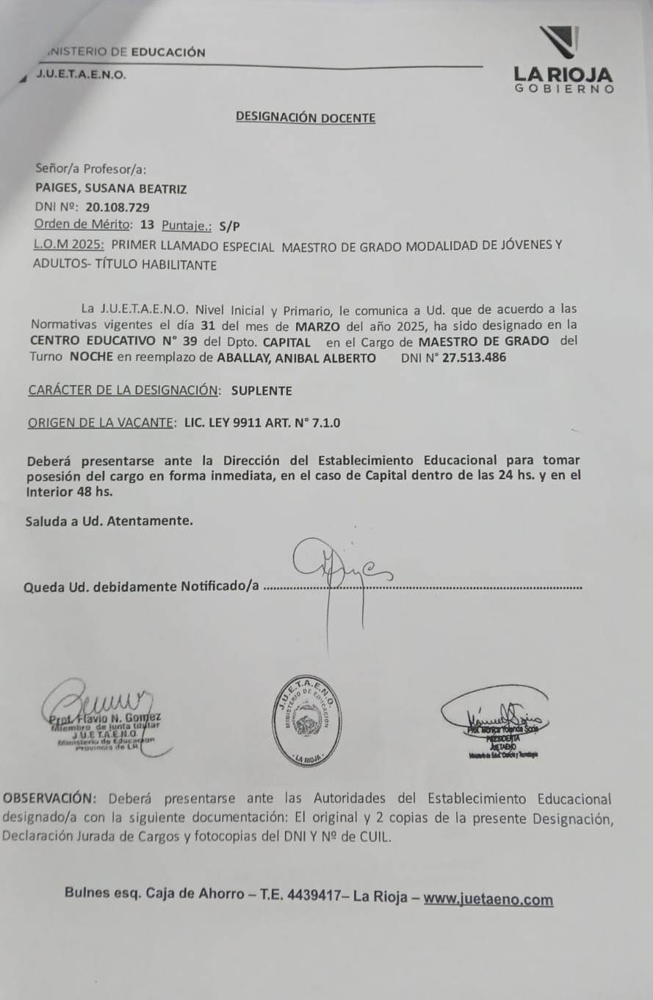 NISTERIO DE EDUCACIÓN
J.U.E.T.A.E.N.O.
LA RIOJA
GOBIERNO
DESIGNACIÓN DOCENTE
Señor/a Profesor/a:
PAIGES, SUSANA BEATRIZ
DNI Nº: 20.108.729
Orden de Mérito: 13 Puntaje.: S/P
L.O.M 2025: PRIMER LLAMADO ESPECIAL MAESTRO DE GRADO MODALIDAD DE JÓVENES Y
ADULTOS- TÍTULO HABILITANTE
La J.U.E.T.A.E.N.O. Nivel Inicial y Primario, le comunica a Ud. que de acuerdo a las
Normativas vigentes el día 31 del mes de MARZO del año 2025, ha sido designado en la
CENTRO EDUCATIVO N° 39 del Dpto. CAPITAL en el Cargo de MAESTRO DE GRADO del
Turno NOCHE en reemplazo de ABALLAY, ANIBAL ALBERTO DNI N° 27.513.486
CARÁCTER DE LA DESIGNACIÓN: SUPLENTE
ORIGEN DE LA VACANTE: LIC. LEY 9911 ART. N° 7.1.0
Deberá presentarse ante la Dirección del Establecimiento Educacional para tomar
posesión del cargo en forma inmediata, en el caso de Capital dentro de las 24 hs. y en el
Interior 48 hs.
Saluda a Ud. Atentamente.
Queda Ud. debidamente Notificado/a ....................
Prof. Flavio N. Gomez
Miembro de junta titular
J.U.E.T.A.E.N.O.
Ministerio de Educacion
Provincia de LR
J.U.E.T.A.E.N.O.
MINISTERIO DE EDUCACIÓN
- LA RIOJA -
Prof. Mónica Yolanda Soria
PRESIDENTA
JUETAENO
Ministerio de Educ. Ciencia y Tecnología
OBSERVACIÓN: Deberá presentarse ante las Autoridades del Establecimiento Educacional
designado/a con la siguiente documentación: El original y 2 copias de la presente Designación,
Declaración Jurada de Cargos y fotocopias del DNI Y Nº de CUIL.
Bulnes esq. Caja de Ahorro – T.E. 4439417– La Rioja – www.juetaeno.com